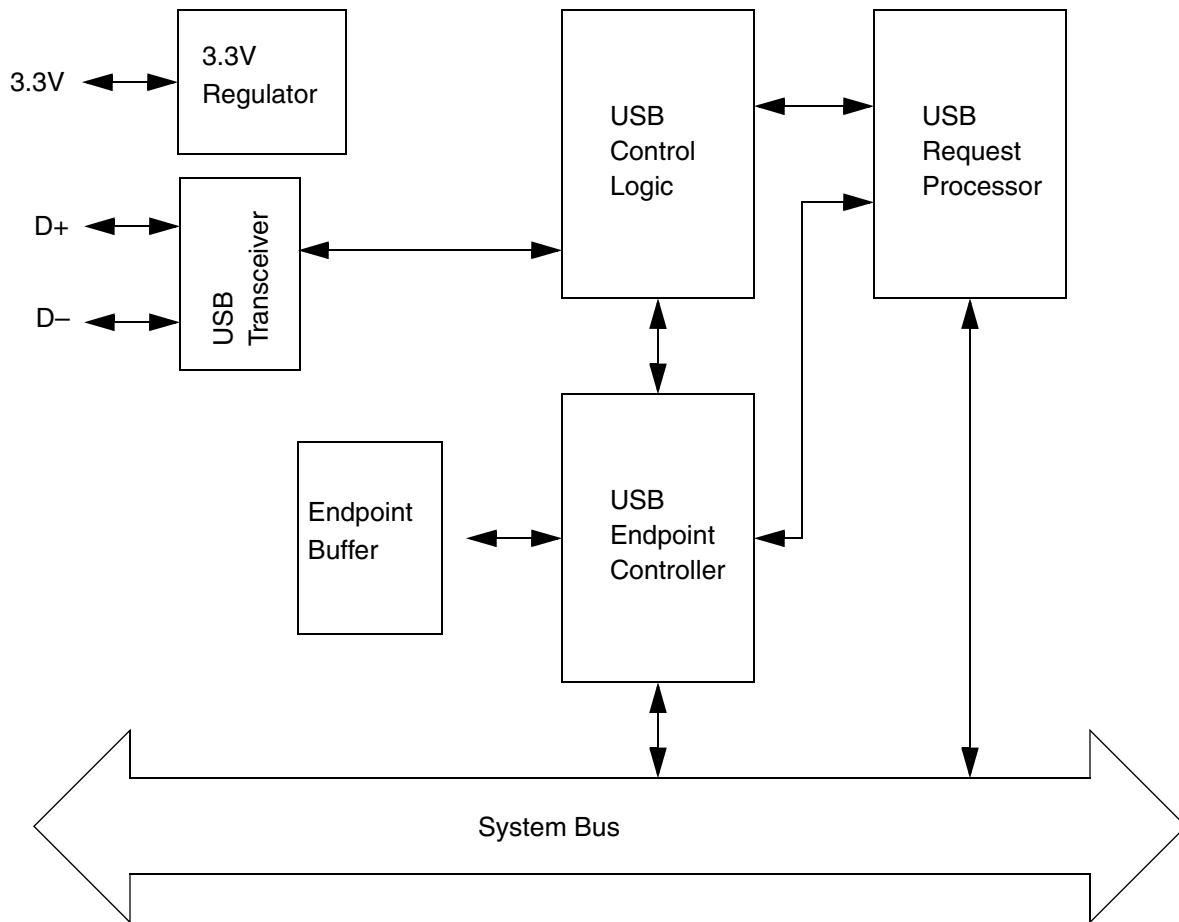 3.3V
3.3V
Regulator
D+
D–
USB
Transceiver
USB
Control
Logic
USB
Request
Processor
Endpoint
Buffer
USB
Endpoint
Controller
System Bus